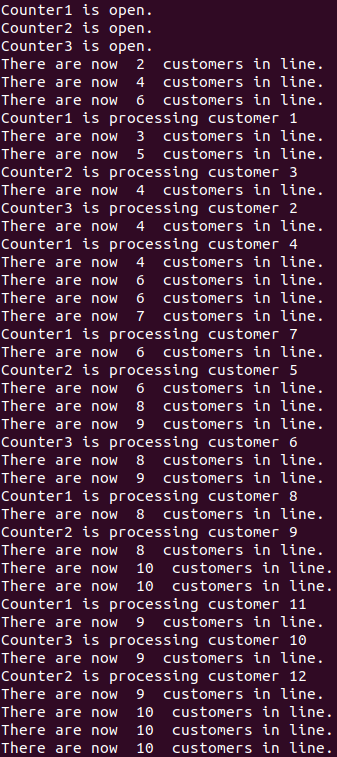 Counter1 is open.
Counter2 is open.
Counter3 is open.
There are now  2  customers in line.
There are now  4  customers in line.
There are now  6  customers in line.
Counter1 is processing customer 1
There are now  3  customers in line.
There are now  5  customers in line.
Counter2 is processing customer 3
There are now  4  customers in line.
Counter3 is processing customer 2
There are now  4  customers in line.
Counter1 is processing customer 4
There are now  4  customers in line.
There are now  6  customers in line.
There are now  6  customers in line.
There are now  7  customers in line.
Counter1 is processing customer 7
There are now  6  customers in line.
Counter2 is processing customer 5
There are now  6  customers in line.
There are now  8  customers in line.
There are now  9  customers in line.
Counter3 is processing customer 6
There are now  8  customers in line.
There are now  9  customers in line.
Counter1 is processing customer 8
There are now  8  customers in line.
Counter2 is processing customer 9
There are now  8  customers in line.
There are now  10  customers in line.
There are now  10  customers in line.
Counter1 is processing customer 11
There are now  9  customers in line.
Counter3 is processing customer 10
There are now  9  customers in line.
Counter2 is processing customer 12
There are now  9  customers in line.
There are now  10  customers in line.
There are now  10  customers in line.
There are now  10  customers in line.